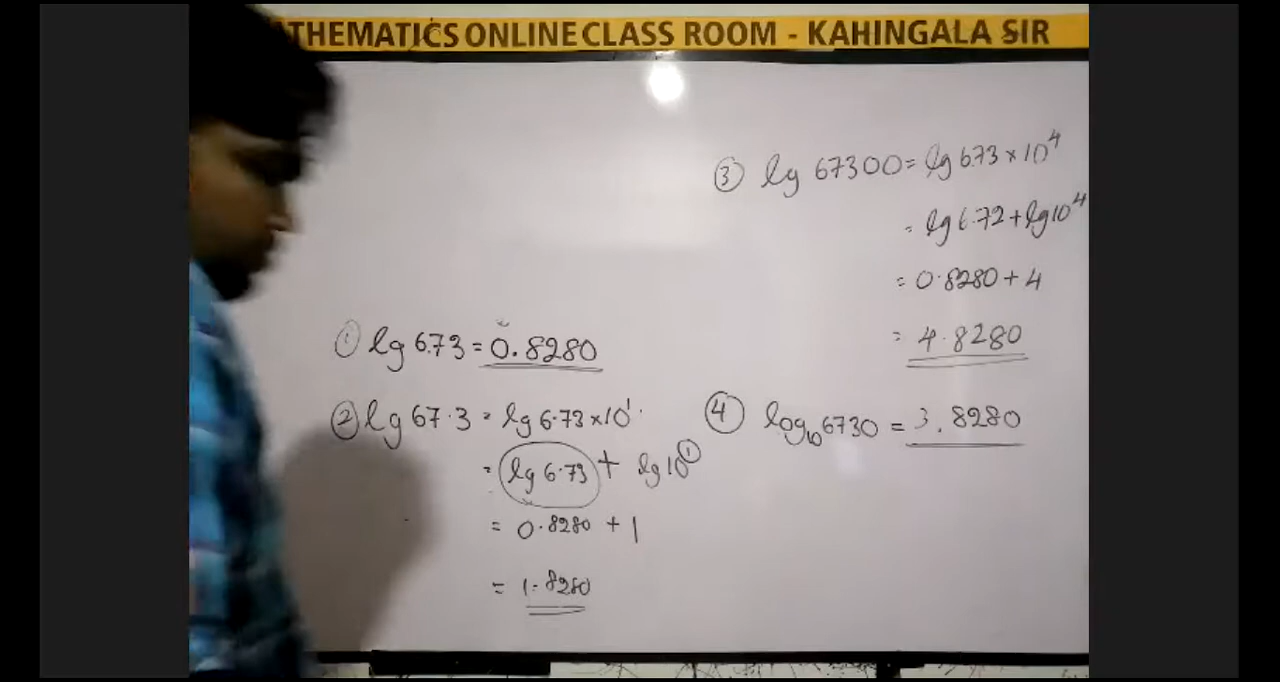 THEMATICS ONLINE CLASS ROOM - KAHINGALA SIR
① lg 6.73 = 0.8280
② lg 67.3 = lg 6.73 × 10¹
= lg 6.73 + lg 10¹
= 0.8280 + 1
= 1.8280
③ lg 67300 = lg 6.73 × 10⁴
= lg 6.72 + lg 10⁴
= 0.8280 + 4
= 4.8280
④ log₁₀ 6730 = 3.8280